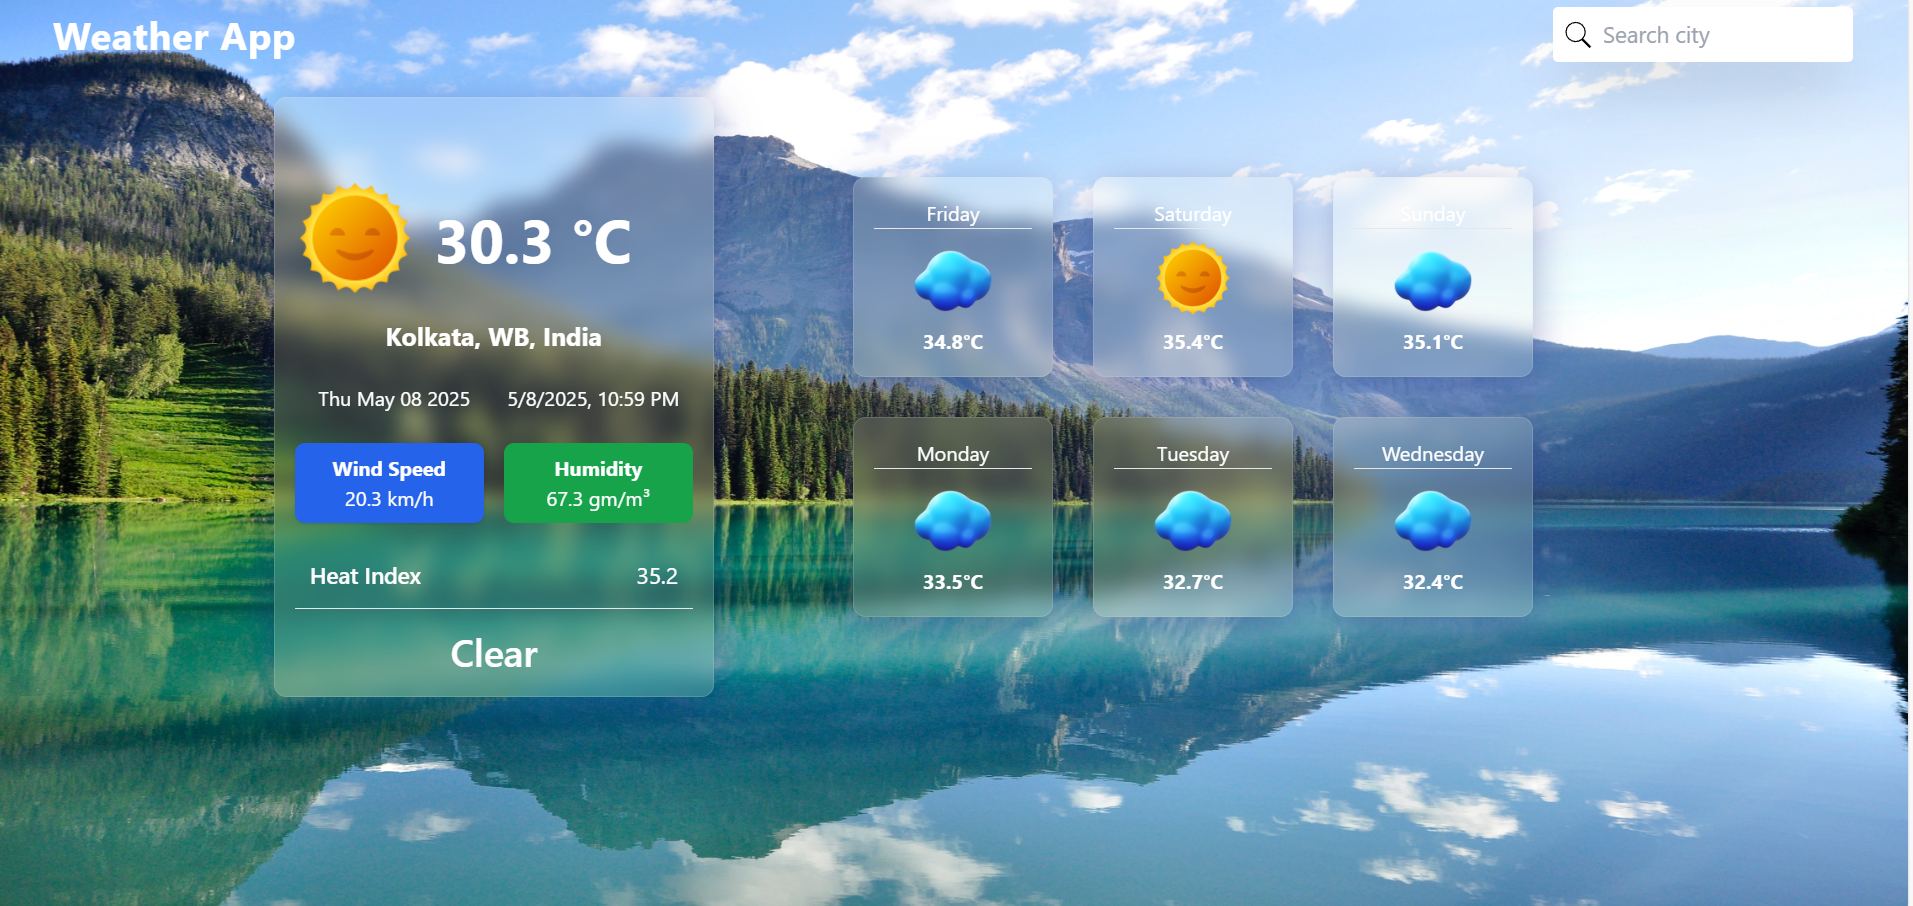 Weather App
Search city
30.3 °C
Kolkata, WB, India
Thu May 08 2025 5/8/2025, 10:59 PM
Wind Speed
20.3 km/h
Humidity
67.3 gm/m³
Heat Index 35.2
Clear
Friday
34.8°C
Saturday
35.4°C
Sunday
35.1°C
Monday
33.5°C
Tuesday
32.7°C
Wednesday
32.4°C